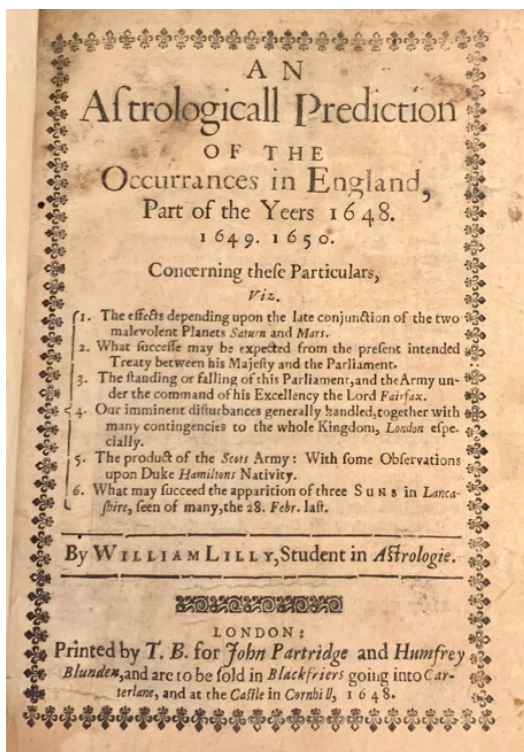 AN
Aſtrologicall Prediction
OF THE
Occurrances in England,
Part of the Yeers 1648.
1649. 1650.
Concerning theſe Particulars,
Viz.
1. The effects depending upon the late conjunction of the two
malevolent Planets Saturn and Mars.
2. What ſucceſſe may be expected from the preſent intended
Treaty between his Majeſty and the Parliament.
3. The ſtanding or falling of this Parliament, and the Army un-
der the command of his Excellency the Lord Fairfax.
4. Our imminent diſturbances generally handled, together with
many contingencies to the whole Kingdom, London eſpe-
cially.
5. The product of the Scots Army: With ſome Obſervations
upon Duke Hamiltons Nativity.
6. What may ſucceed the apparition of three SUNS in Lanca-
ſhire, ſeen of many, the 28. Febr. laſt.
By WILLIAM LILLY, Student in Aſtrologie.
LONDON:
Printed by T. B. for John Partridge and Humfrey
Blunden, and are to be ſold in Blackfriers going into Car-
terlane, and at the Caſtle in Cornhill, 1648.